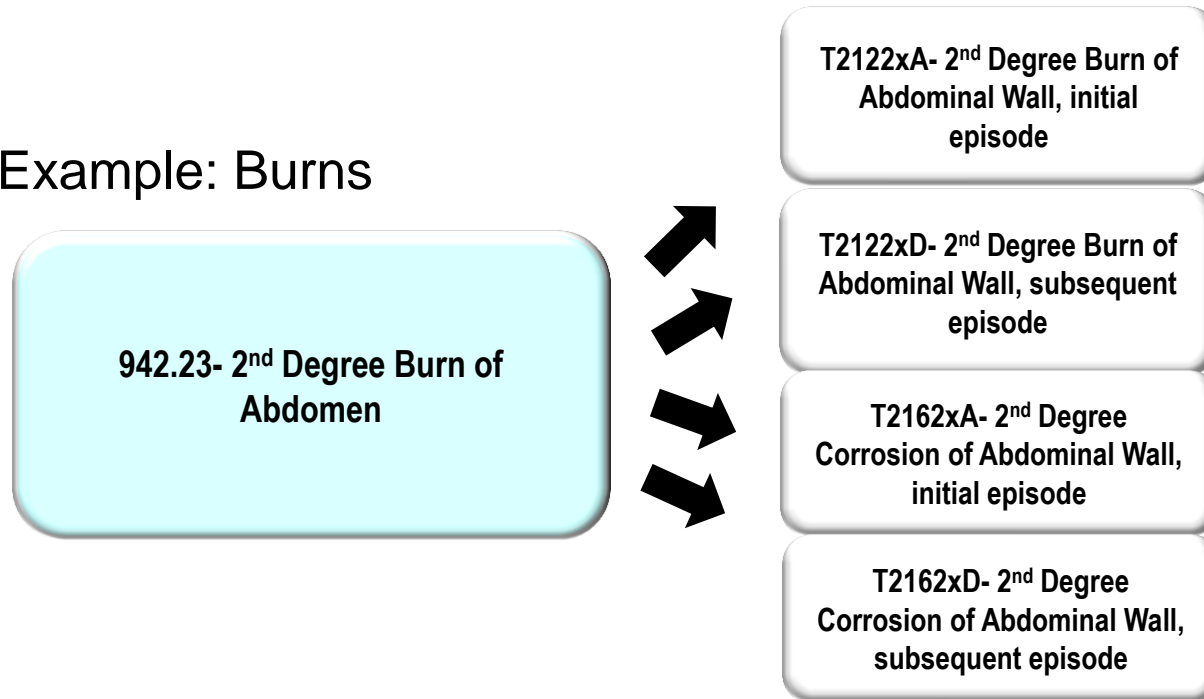 Example: Burns
942.23- 2nd Degree Burn of
Abdomen
T2122xA- 2nd Degree Burn of
Abdominal Wall, initial
episode
T2122xD- 2nd Degree Burn of
Abdominal Wall, subsequent
episode
T2162xA- 2nd Degree
Corrosion of Abdominal Wall,
initial episode
T2162xD- 2nd Degree
Corrosion of Abdominal Wall,
subsequent episode